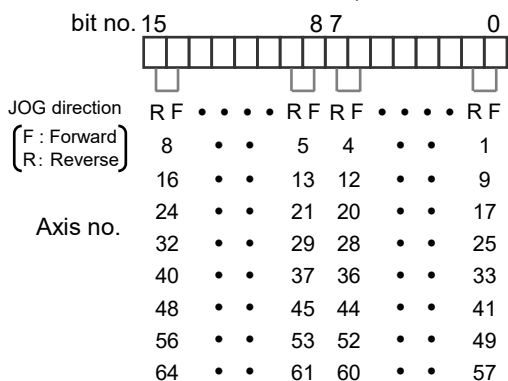 bit no. 15 8 7 0
JOG direction R F • • • • R F R F • • • • R F
F : Forward
R : Reverse
8 • • 5 4 • • 1
16 • • 13 12 • • 9
24 • • 21 20 • • 17
Axis no.
32 • • 29 28 • • 25
40 • • 37 36 • • 33
48 • • 45 44 • • 41
56 • • 53 52 • • 49
64 • • 61 60 • • 57